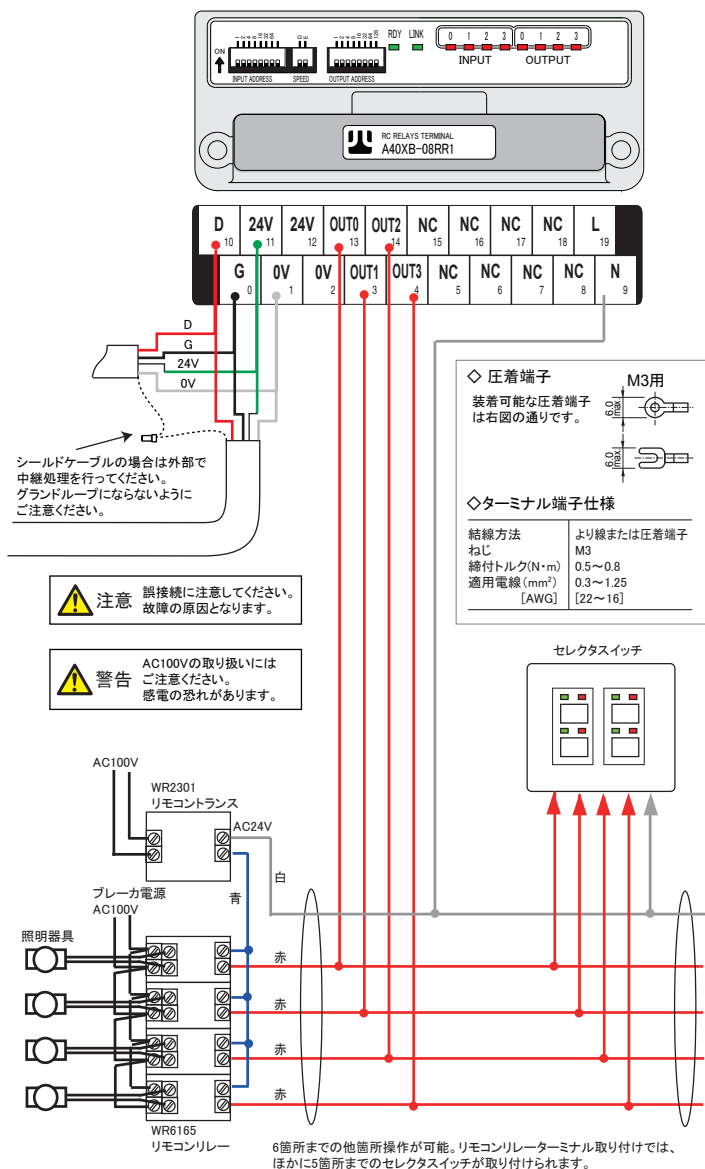 1 2 4 8 16 32 64
D E
1 2 4 8 16 32 64 128
RDY LINK
0 1 2 3 0 1 2 3
ON
INPUT OUTPUT
INPUT ADDRESS SPEED OUTPUT ADDRESS
RC RELAYS TERMINAL
A40XB-08RR1
D 24V 24V OUT0 OUT2 NC NC NC NC L
10 11 12 13 14 15 16 17 18 19
G 0V 0V OUT1 OUT3 NC NC NC NC N
0 1 2 3 4 5 6 7 8 9
D
G
24V
0V
シールドケーブルの場合は外部で
中継処理を行ってください。
グランドループにならないように
ご注意ください。
◇ 圧着端子
M3用
装着可能な圧着端子
は右図の通りです。
6.0
max.
6.0
max.
◇ターミナル端子仕様
結線方法 より線または圧着端子
ねじ M3
締付トルク(N・m) 0.5～0.8
適用電線(mm²) 0.3～1.25
[AWG] [22～16]
注意
誤接続に注意してください。
故障の原因となります。
警告
AC100Vの取り扱いには
ご注意ください。
感電の恐れがあります。
セレクタスイッチ
AC100V
WR2301
リモコントランス
AC24V
白
青
ブレーカ電源
AC100V
照明器具
赤
赤
赤
赤
WR6165
リモコンリレー
6箇所までの他箇所操作が可能。リモコンリレーターミナル取り付けでは、
ほかに5箇所までのセレクタスイッチが取り付けられます。